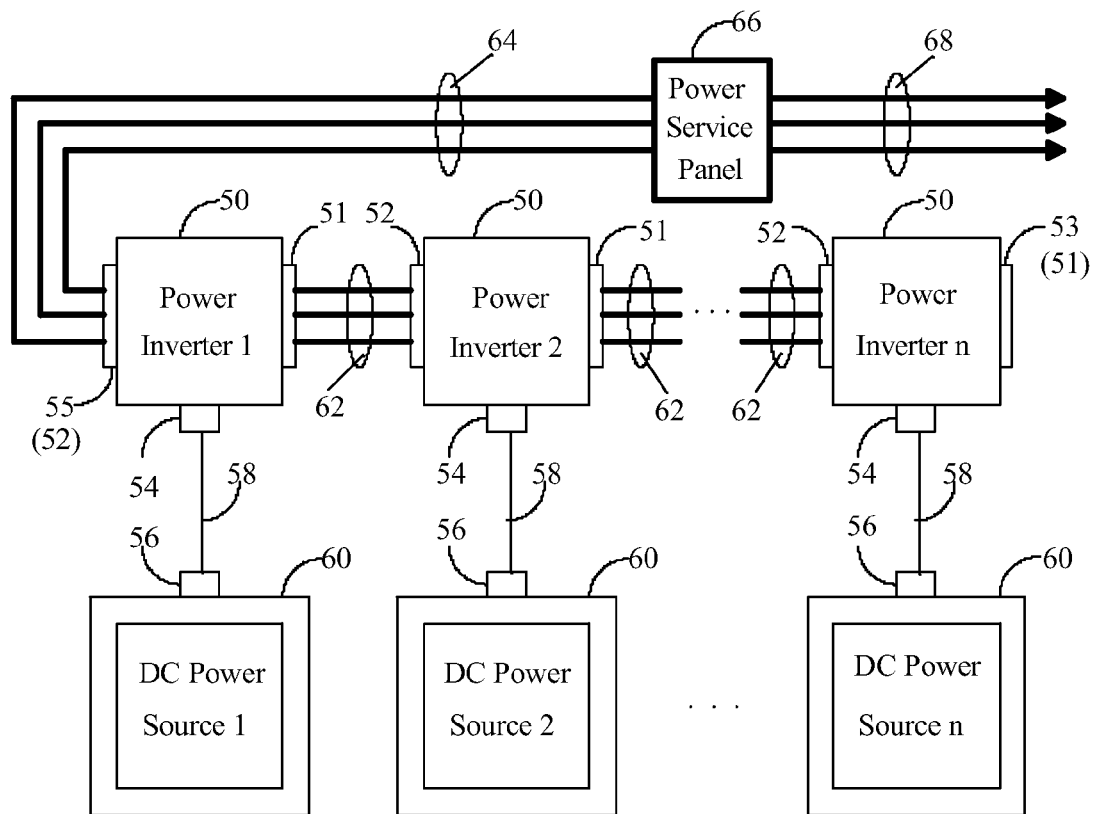 64
66
68
Power
Service
Panel
50
51
52
50
51
52
50
53
(51)
Power
Inverter 1
Power
Inverter 2
. . .
Power
Inverter n
55
(52)
62
62
62
54
54
54
58
58
58
56
56
56
60
60
60
DC Power
Source 1
DC Power
Source 2
. . .
DC Power
Source n